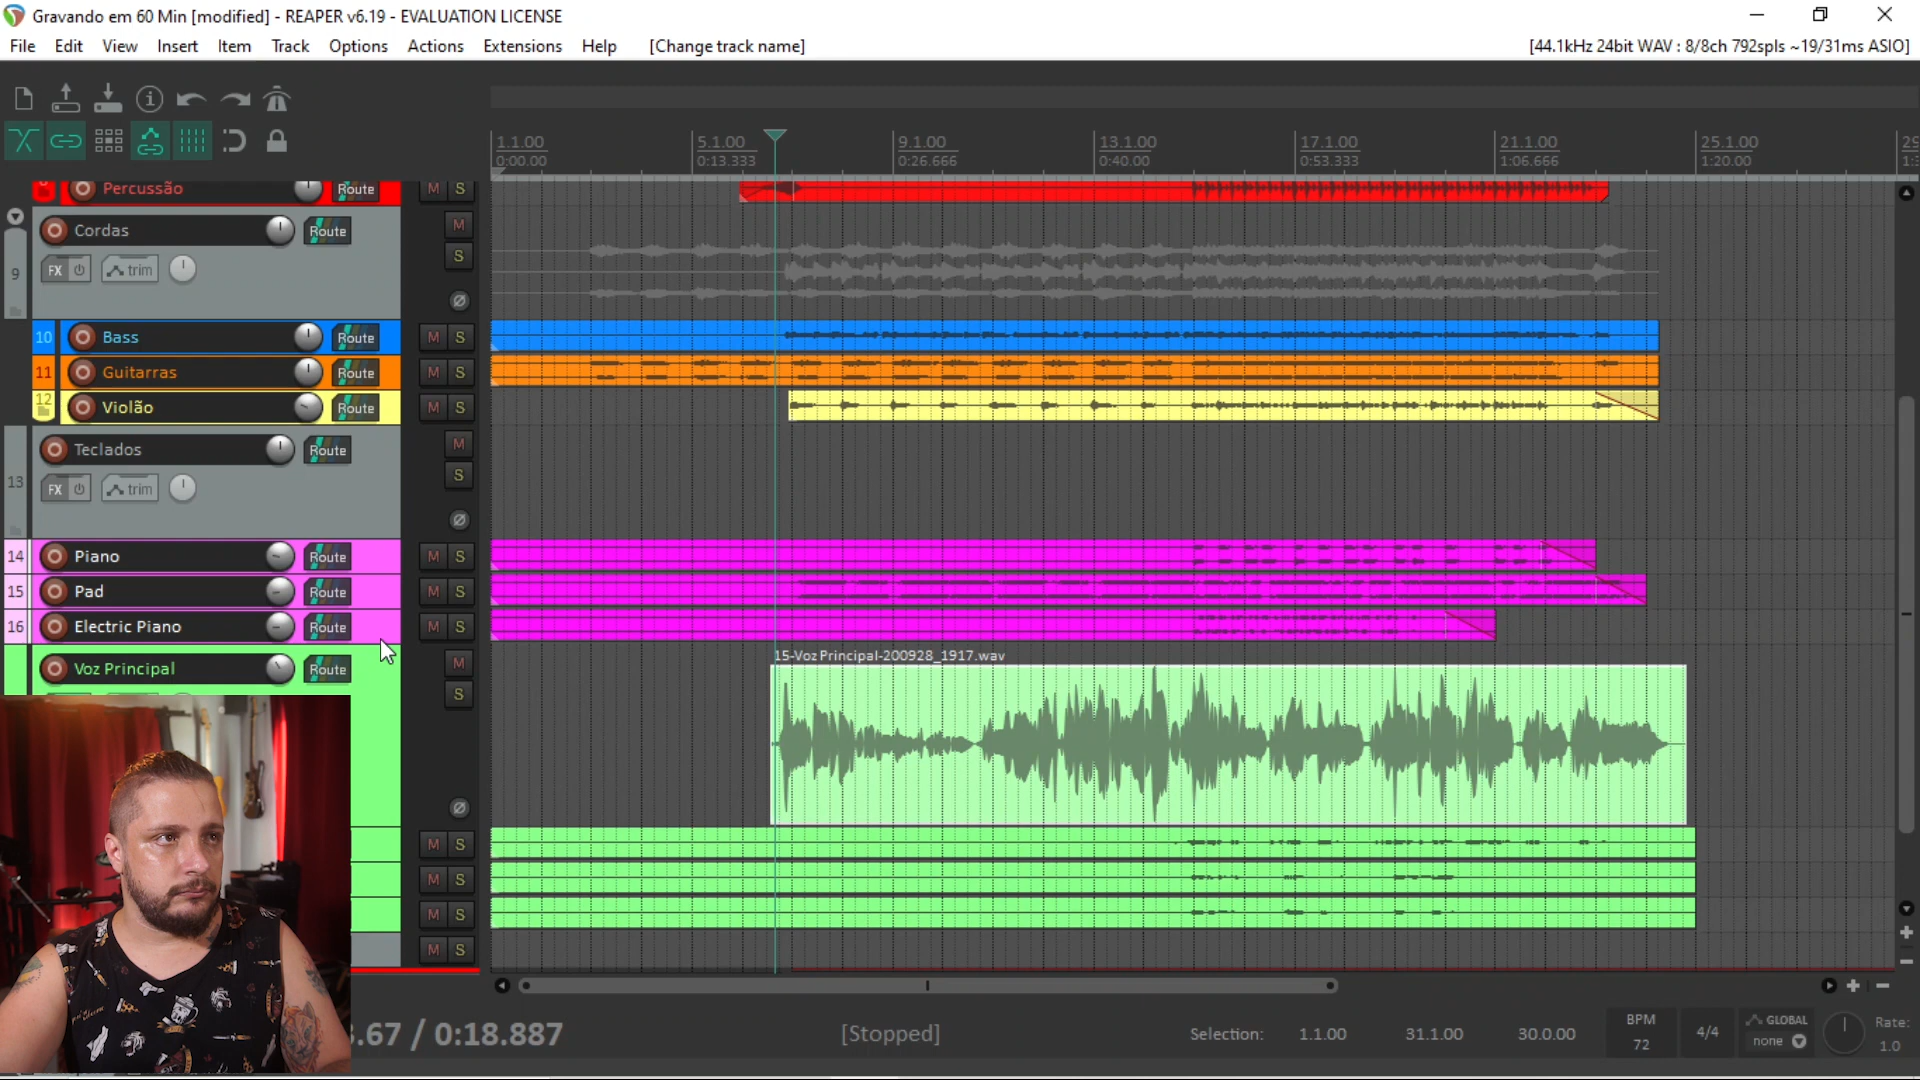 Gravando em 60 Min [modified] - REAPER v6.19 - EVALUATION LICENSE
File Edit View Insert Item Track Options Actions Extensions Help [Change track name]
[44.1kHz 24bit WAV : 8/8ch 792spls ~19/31ms ASIO]
1.1.00 5.1.00 9.1.00 13.1.00 17.1.00 21.1.00 25.1.00
0:00.00 0:13.333 0:26.666 0:40.00 0:53.333 1:06.666 1:20.00
Percussão Route M S
Cordas Route M
9 FX trim S
10 Bass Route M S
11 Guitarras Route M S
12 Violão Route M S
Teclados Route M
13 FX trim S
14 Piano Route M S
15 Pad Route M S
16 Electric Piano Route M S
15-Voz Principal-200928_1917.wav
Voz Principal Route M
S
M S
M S
M S
M S
.67 / 0:18.887 [Stopped] Selection: 1.1.00 31.1.00 30.0.00
BPM
72
4/4
GLOBAL
none
Rate:
1.0